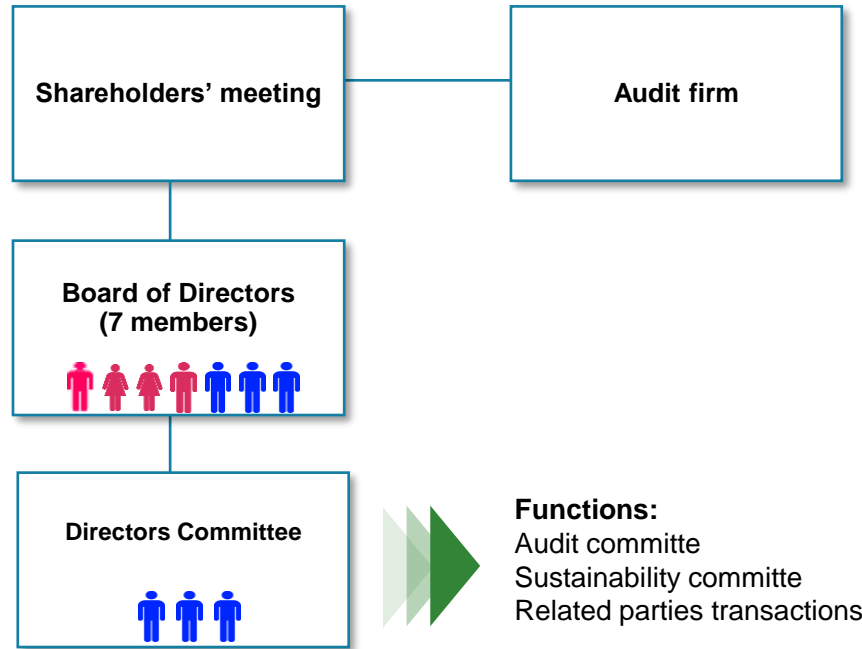 Shareholders’ meeting
Audit firm
Board of Directors
(7 members)
Directors Committee
Functions:
Audit committe
Sustainability committe
Related parties transactions